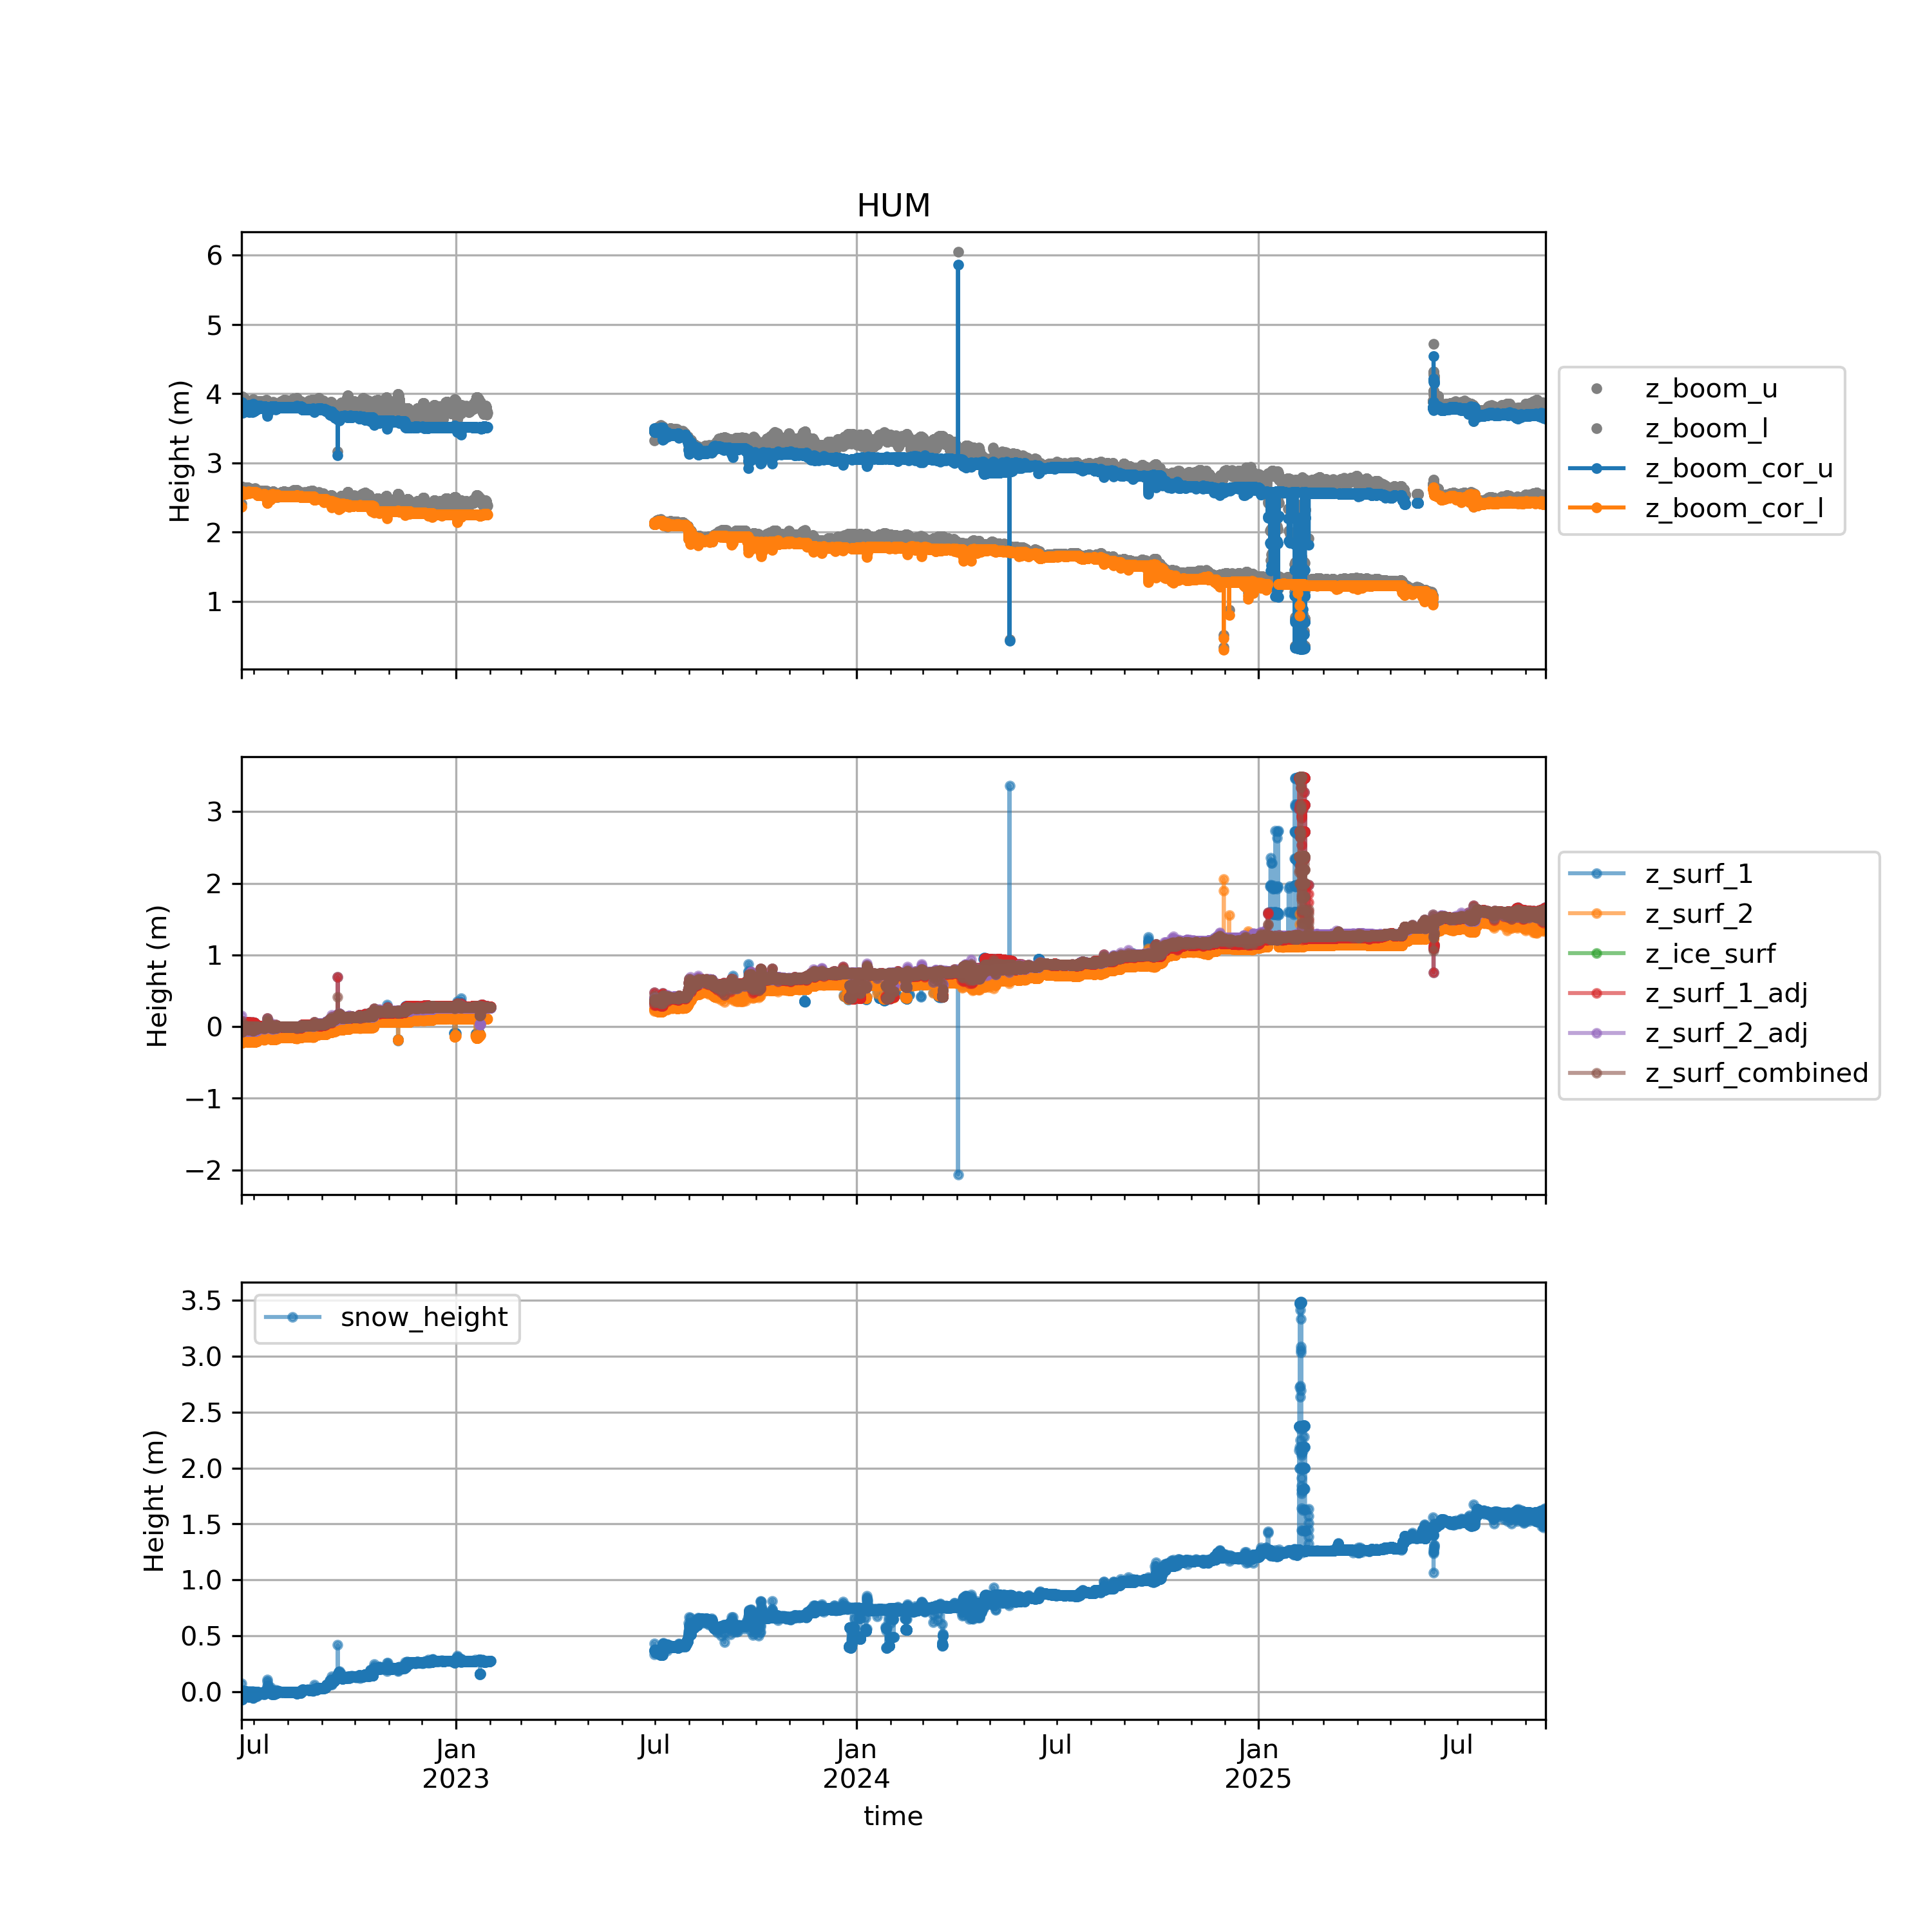 HUM
6
5
4
3
2
1
Height (m)
z_boom_u
z_boom_l
z_boom_cor_u
z_boom_cor_l
3
2
1
0
−1
−2
Height (m)
z_surf_1
z_surf_2
z_ice_surf
z_surf_1_adj
z_surf_2_adj
z_surf_combined
3.5
3.0
2.5
2.0
1.5
1.0
0.5
0.0
Height (m)
snow_height
Jul Jan Jul Jan Jul Jan Jul
2023 2024 2025
time